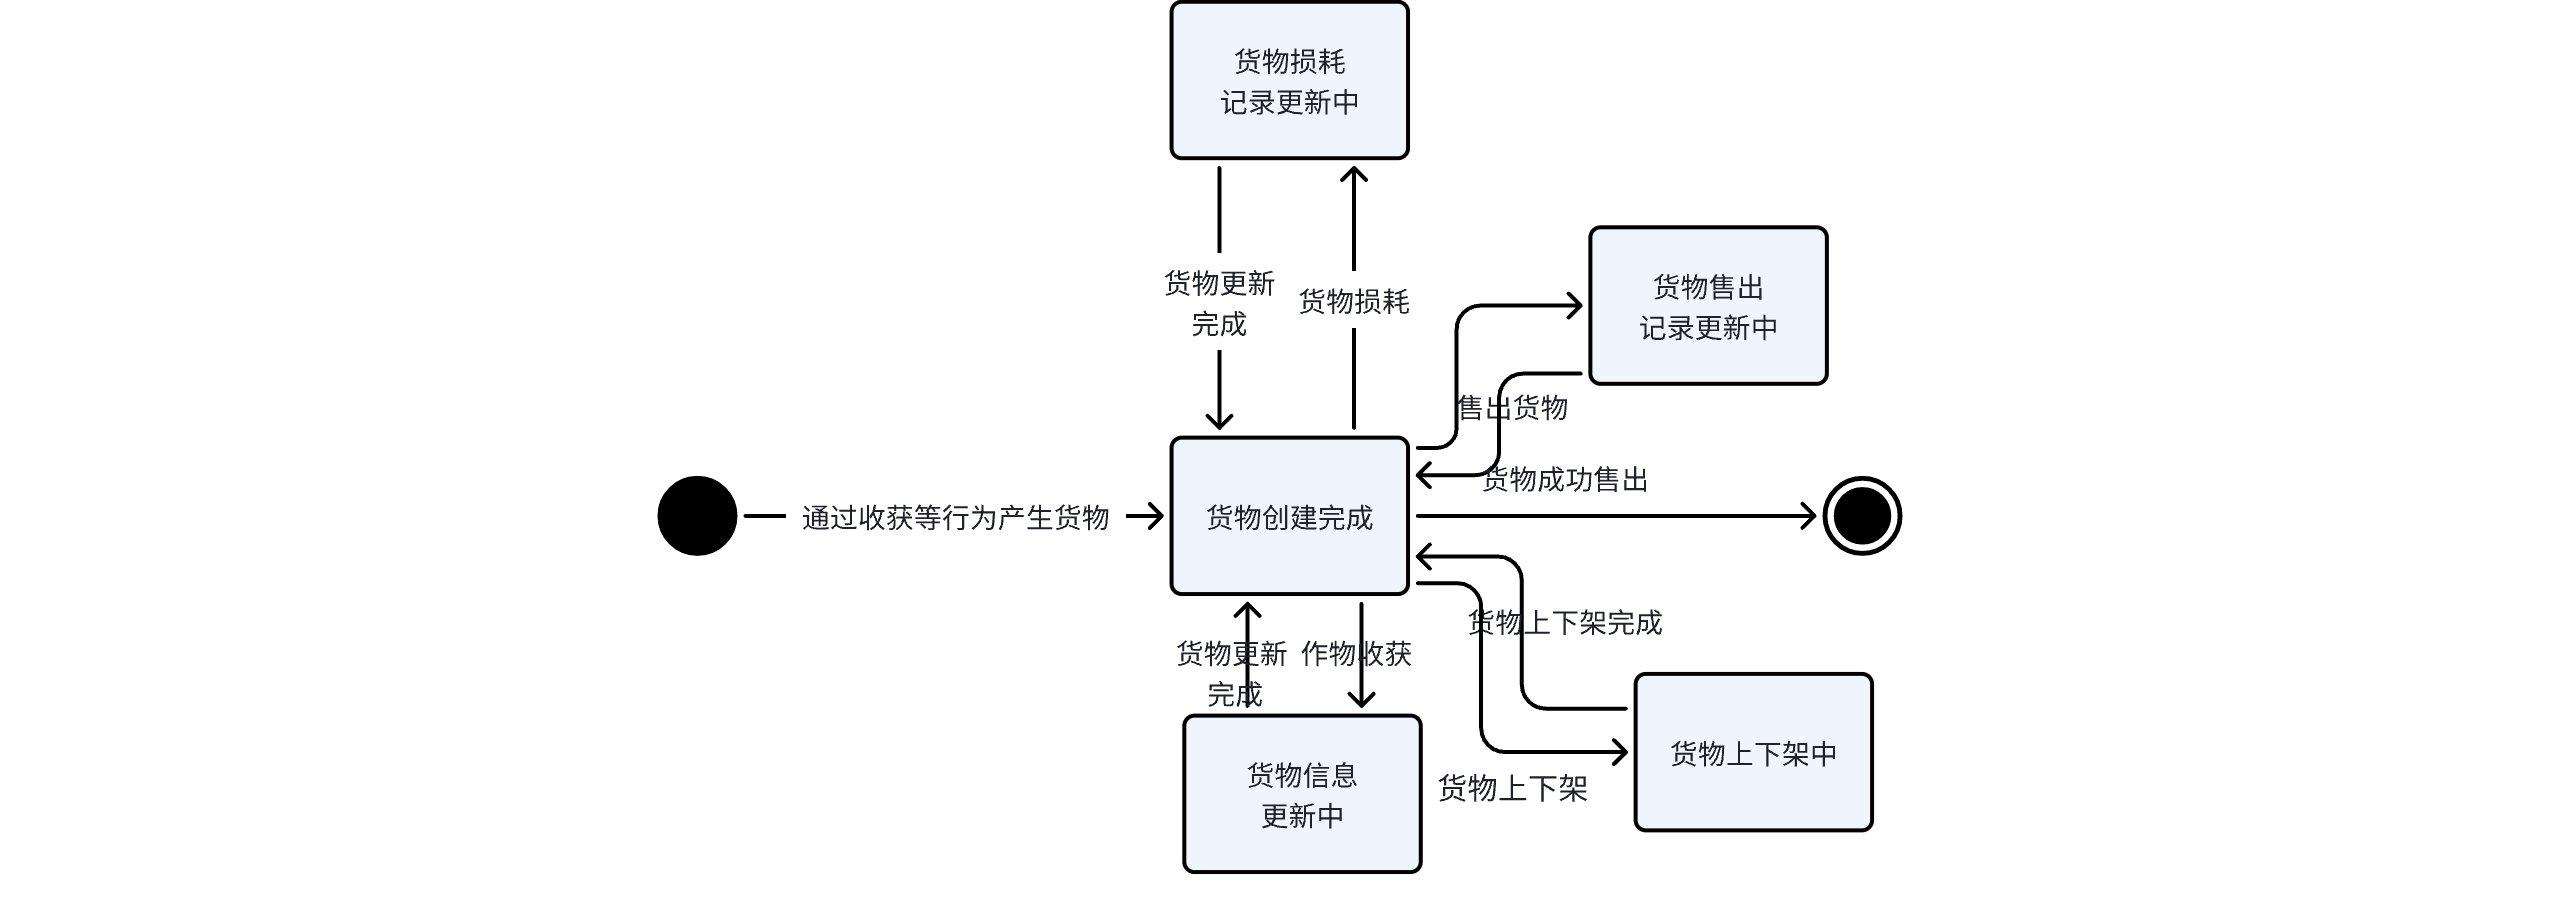 货物损耗
记录更新中
货物更新
完成
货物损耗
货物售出
记录更新中
售出货物
货物成功售出
通过收获等行为产生货物
货物创建完成
货物上下架完成
货物更新
完成
作物收获
货物上下架中
货物上下架
货物信息
更新中